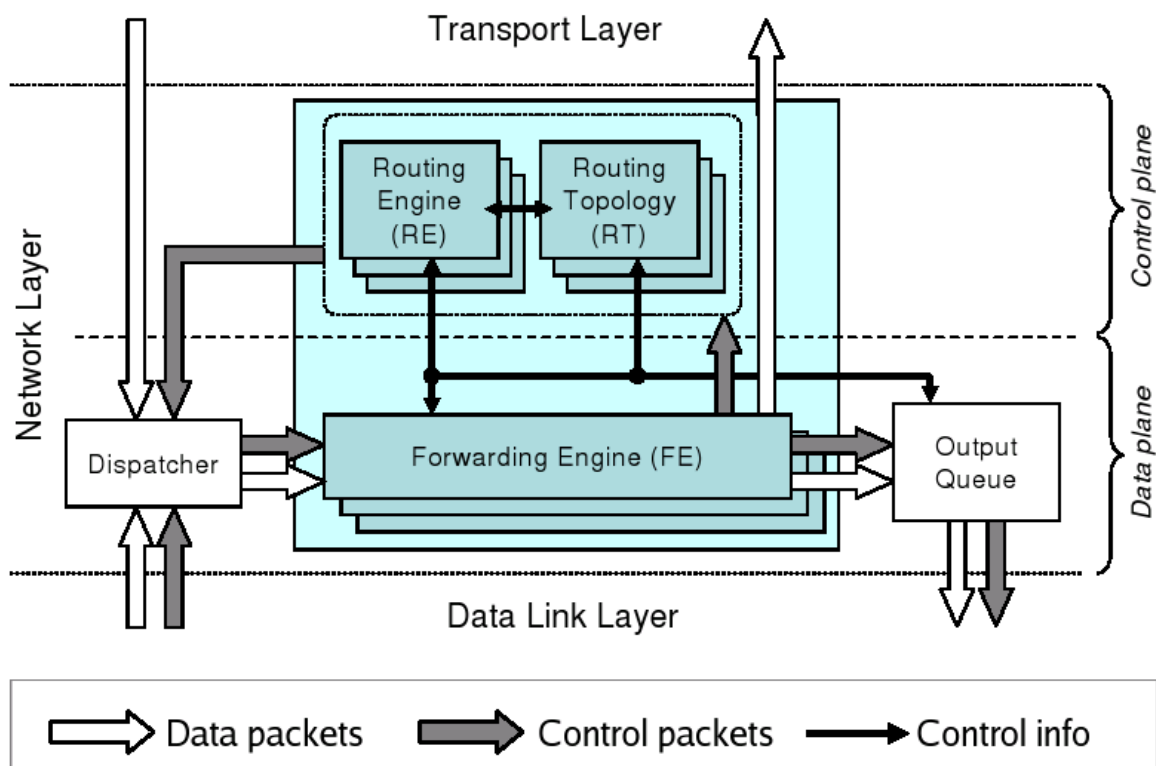 Transport Layer
Network Layer
Control plane
Data plane
Routing
Engine
(RE)
Routing
Topology
(RT)
Dispatcher
Forwarding Engine (FE)
Output
Queue
Data Link Layer
Data packets
Control packets
Control info